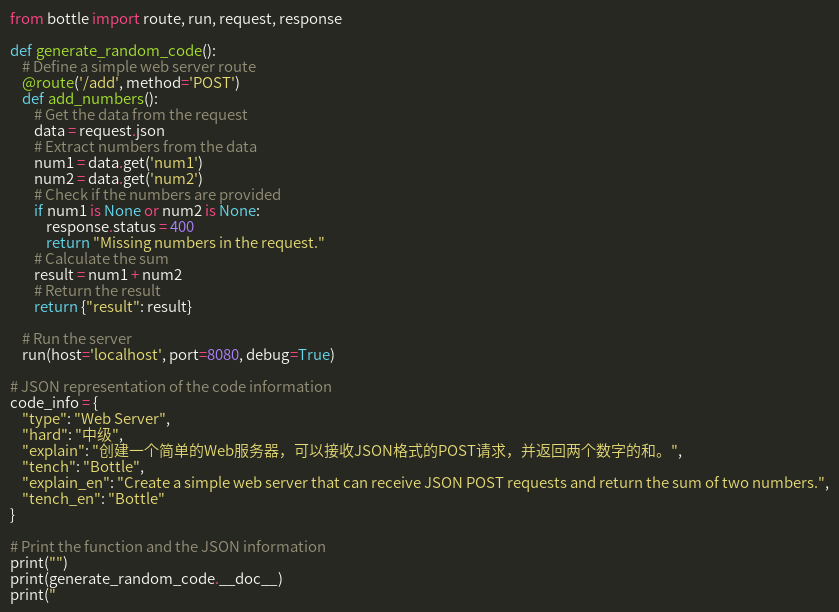 from bottle import route, run, request, response

def generate_random_code():
    # Define a simple web server route
    @route('/add', method='POST')
    def add_numbers():
        # Get the data from the request
        data = request.json
        # Extract numbers from the data
        num1 = data.get('num1')
        num2 = data.get('num2')
        # Check if the numbers are provided
        if num1 is None or num2 is None:
            response.status = 400
            return "Missing numbers in the request."
        # Calculate the sum
        result = num1 + num2
        # Return the result
        return {"result": result}

    # Run the server
    run(host='localhost', port=8080, debug=True)

# JSON representation of the code information
code_info = {
    "type": "Web Server",
    "hard": "中级",
    "explain": "创建一个简单的Web服务器，可以接收JSON格式的POST请求，并返回两个数字的和。",
    "tench": "Bottle",
    "explain_en": "Create a simple web server that can receive JSON POST requests and return the sum of two numbers.",
    "tench_en": "Bottle"
}

# Print the function and the JSON information
print("")
print(generate_random_code.__doc__)
print("